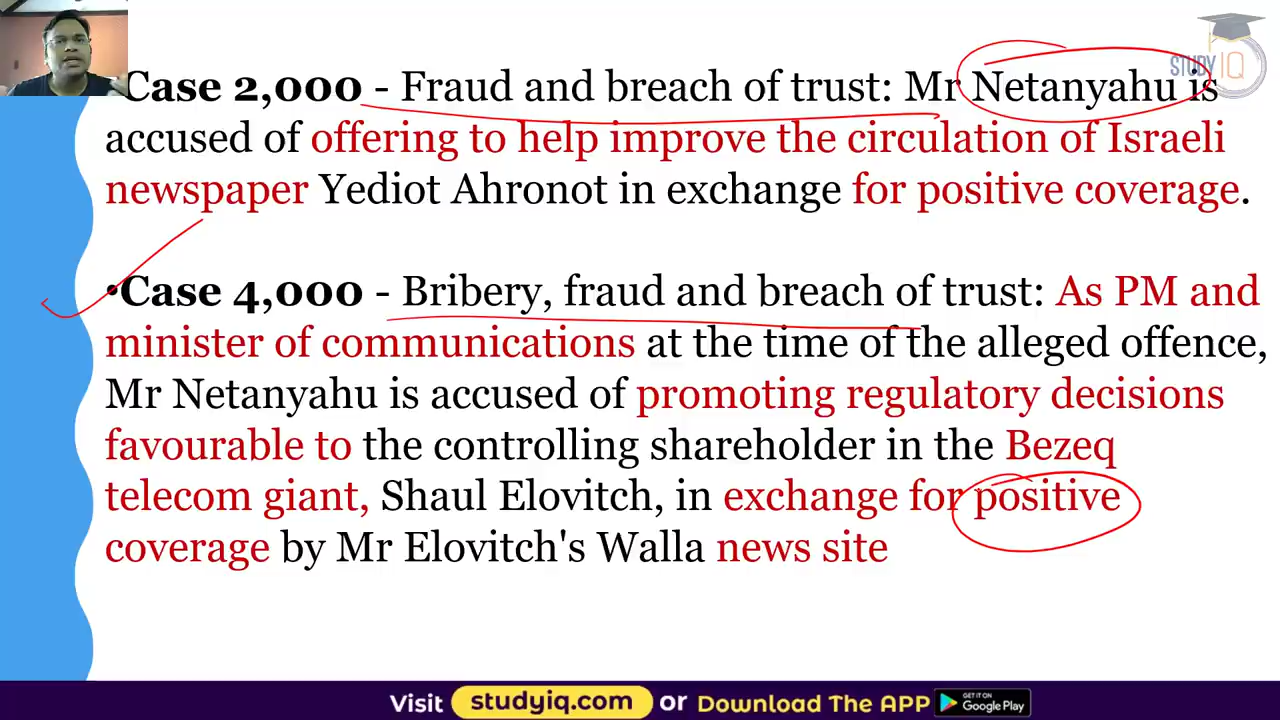 STUDY IQ
Case 2,000 - Fraud and breach of trust: Mr Netanyahu is
accused of offering to help improve the circulation of Israeli
newspaper Yediot Ahronot in exchange for positive coverage.
•Case 4,000 - Bribery, fraud and breach of trust: As PM and
minister of communications at the time of the alleged offence,
Mr Netanyahu is accused of promoting regulatory decisions
favourable to the controlling shareholder in the Bezeq
telecom giant, Shaul Elovitch, in exchange for positive
coverage by Mr Elovitch's Walla news site
Visit studyiq.com or Download The APP GET IT ON Google Play